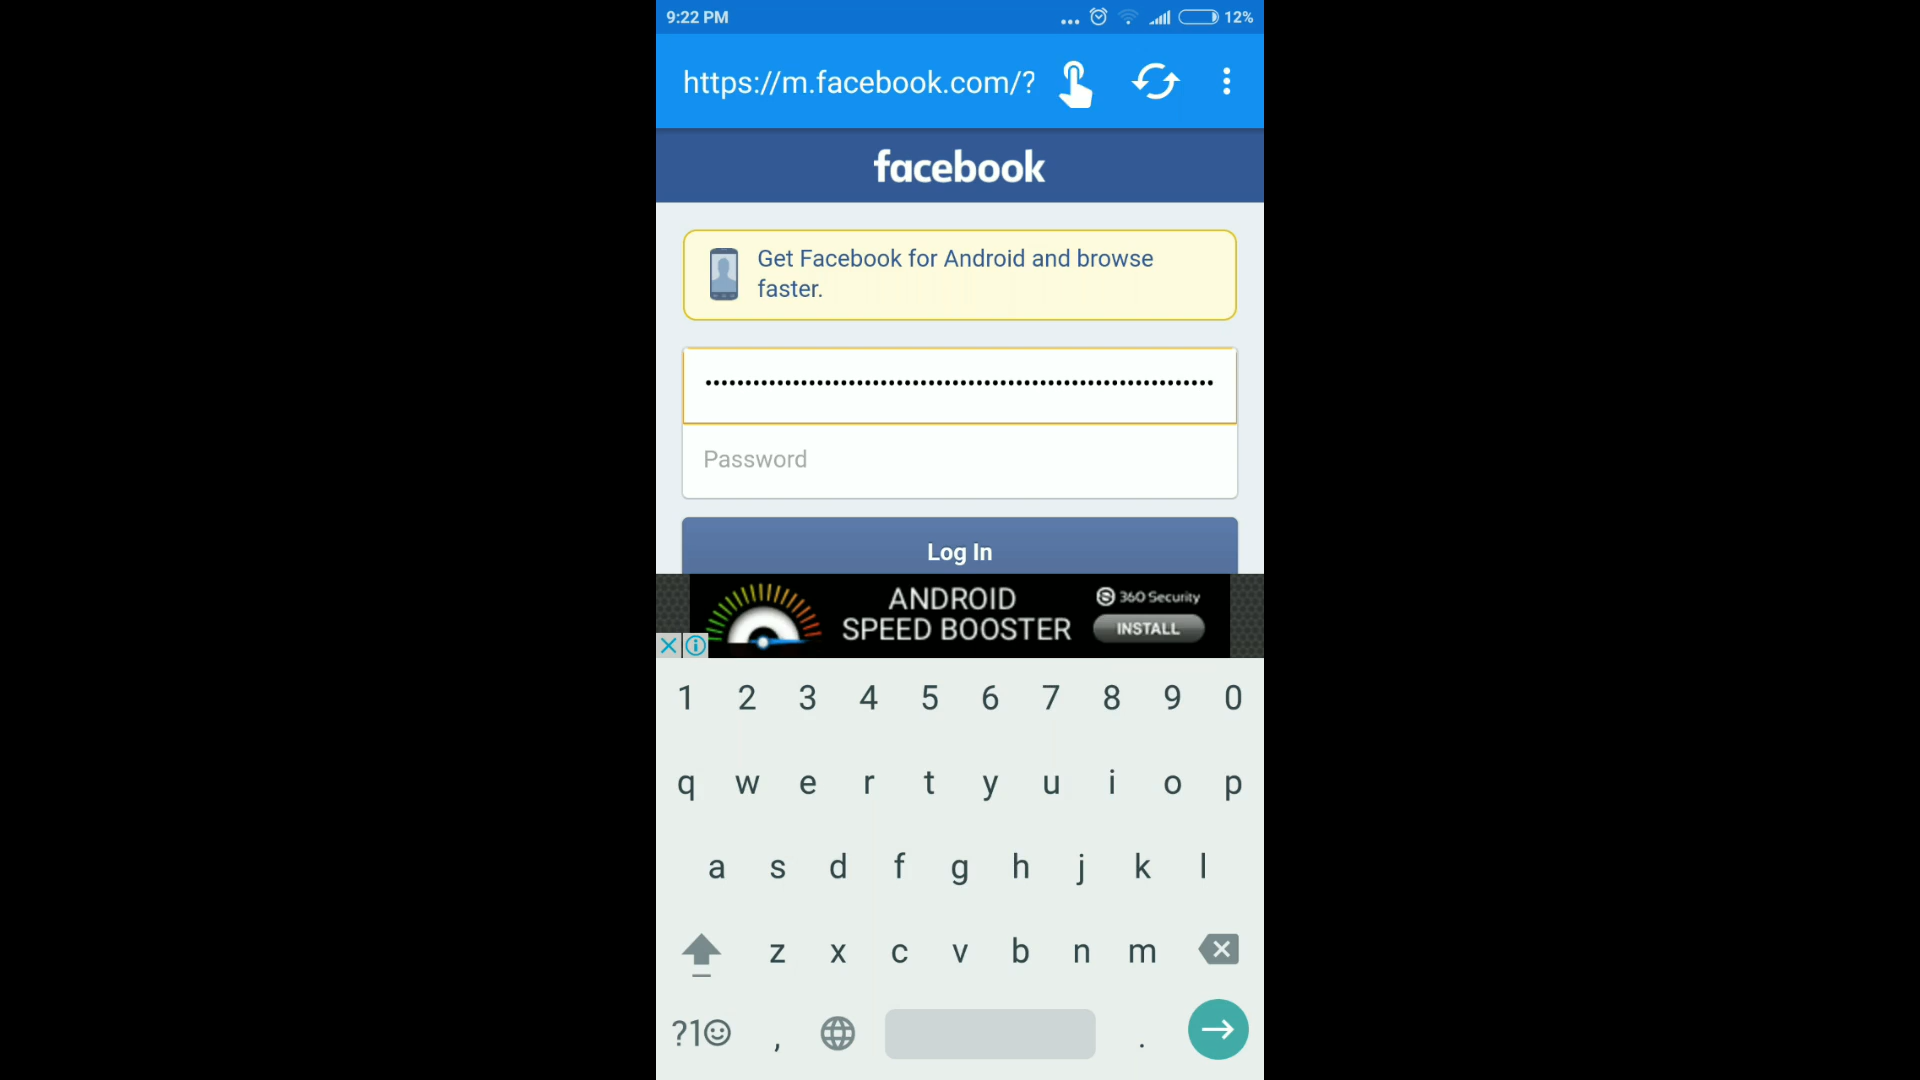 9:22 PM
12%
https://m.facebook.com/?
facebook
Get Facebook for Android and browse
faster.
••••••••••••••••••••••••••••••••••••••••••••••••••••••••••••••••
Password
Log In
ANDROID
SPEED BOOSTER
360 Security
INSTALL
1 2 3 4 5 6 7 8 9 0
q w e r t y u i o p
a s d f g h j k l
z x c v b n m
?1☺ , .